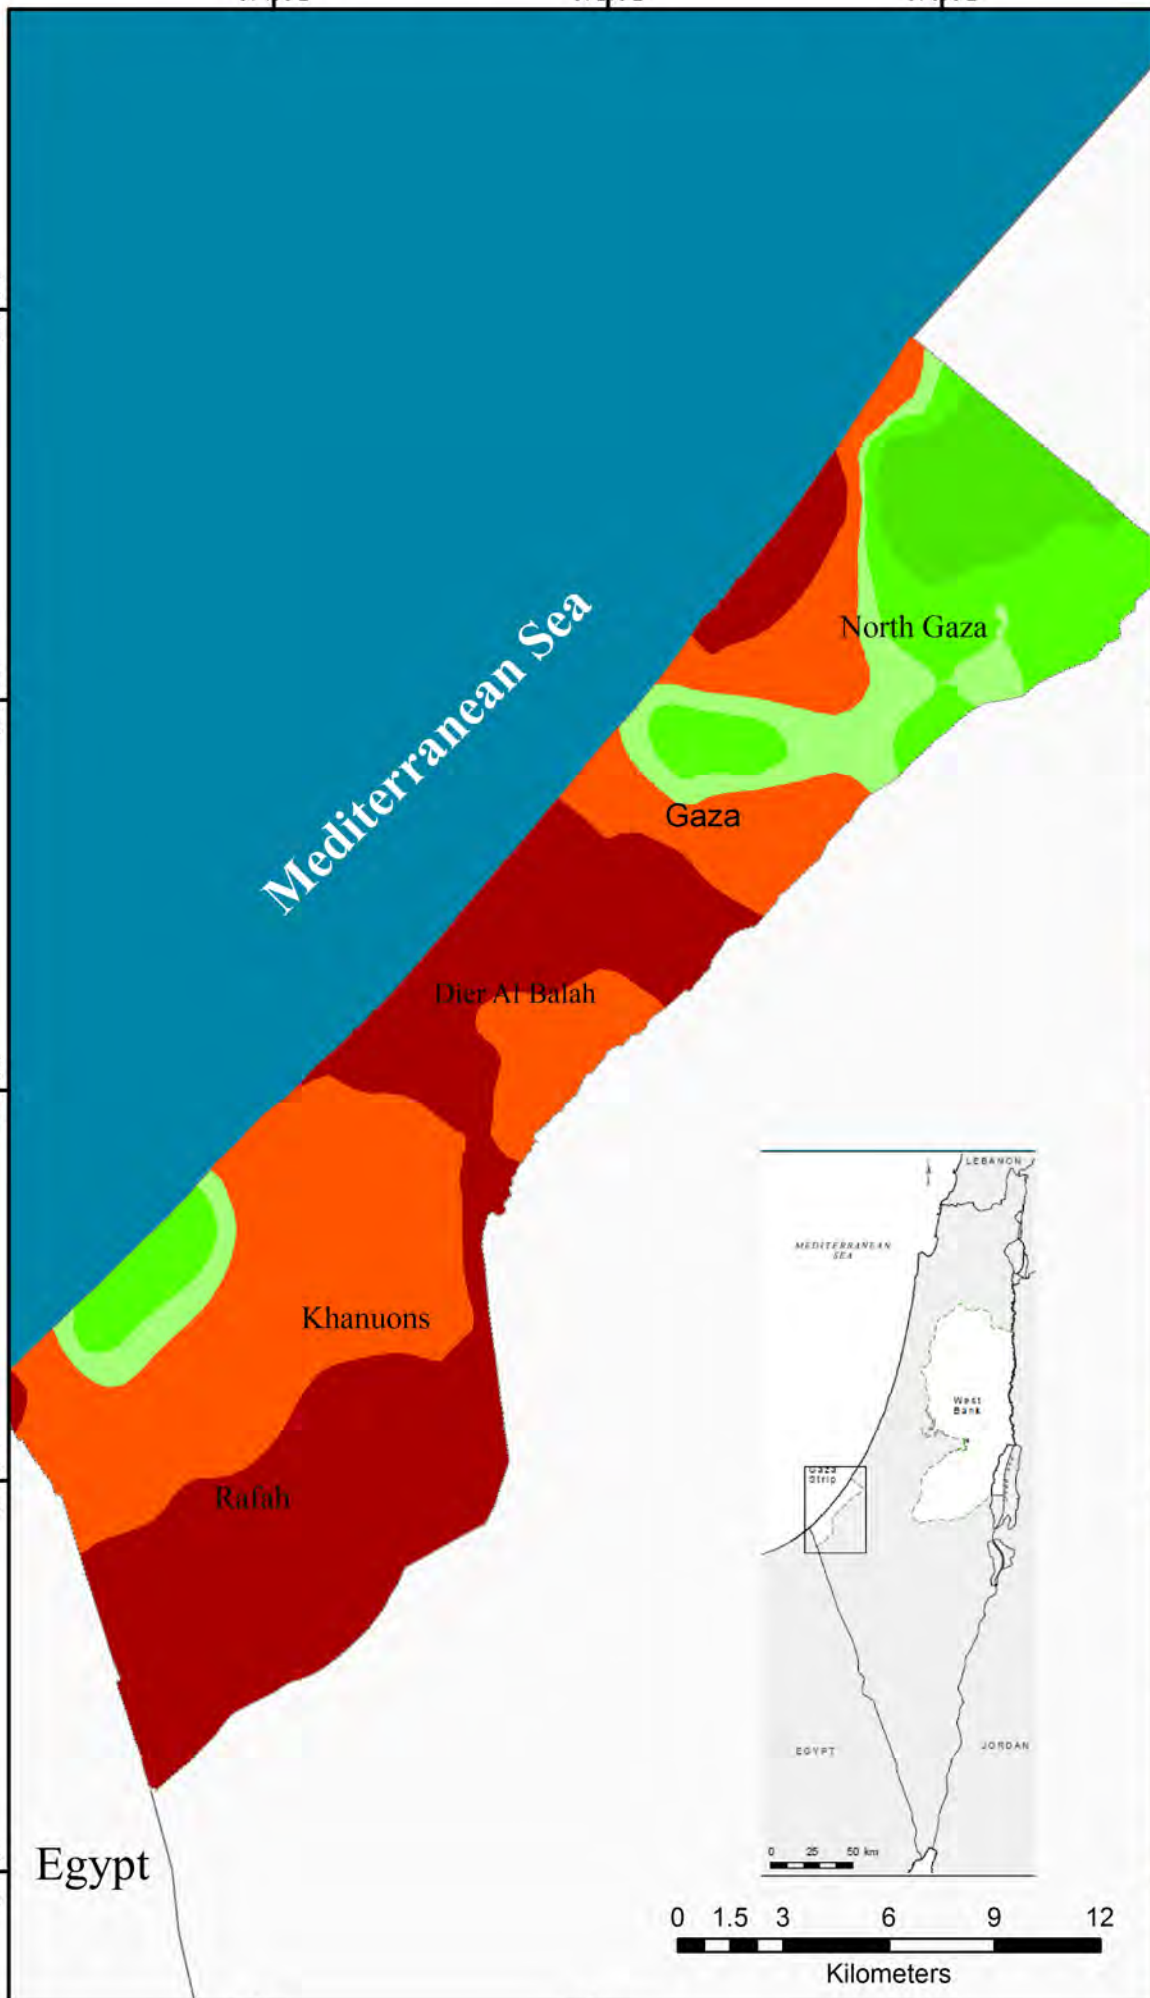 North Gaza
Mediterranean Sea
Gaza
Dier Al Balah
Khanuons
Rafah
Egypt
LEBANON
MEDITERRANEAN
SEA
West
Bank
Gaza
Strip
EGYPT
JORDAN
0 25 50 km
0 1.5 3 6 9 12
Kilometers